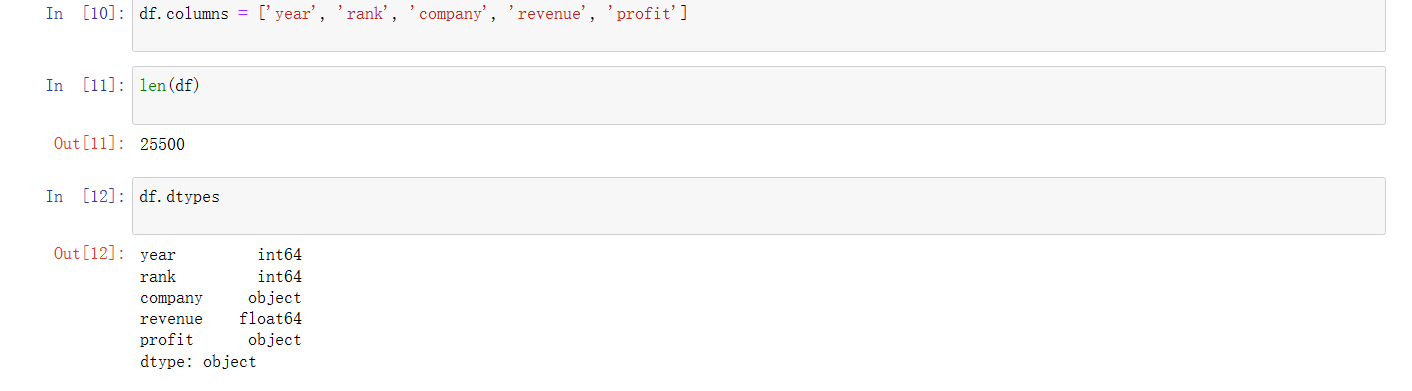 In [10]: df.columns = ['year', 'rank', 'company', 'revenue', 'profit']
In [11]: len(df)
Out[11]: 25500
In [12]: df.dtypes
Out[12]: year int64
rank int64
company object
revenue float64
profit object
dtype: object